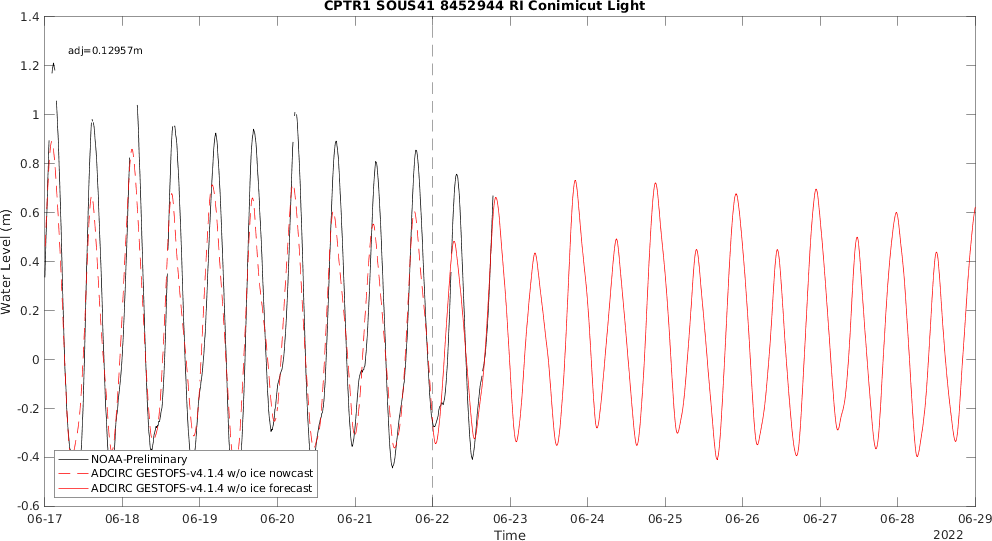 CPTR1 SOUS41 8452944 RI Conimicut Light
1.4
1.2
1
0.8
0.6
0.4
0.2
0
-0.2
-0.4
-0.6
Water Level (m)
adj=0.12957m
NOAA-Preliminary
ADCIRC GESTOFS-v4.1.4 w/o ice nowcast
ADCIRC GESTOFS-v4.1.4 w/o ice forecast
06-17 06-18 06-19 06-20 06-21 06-22 06-23 06-24 06-25 06-26 06-27 06-28 06-29
Time
2022